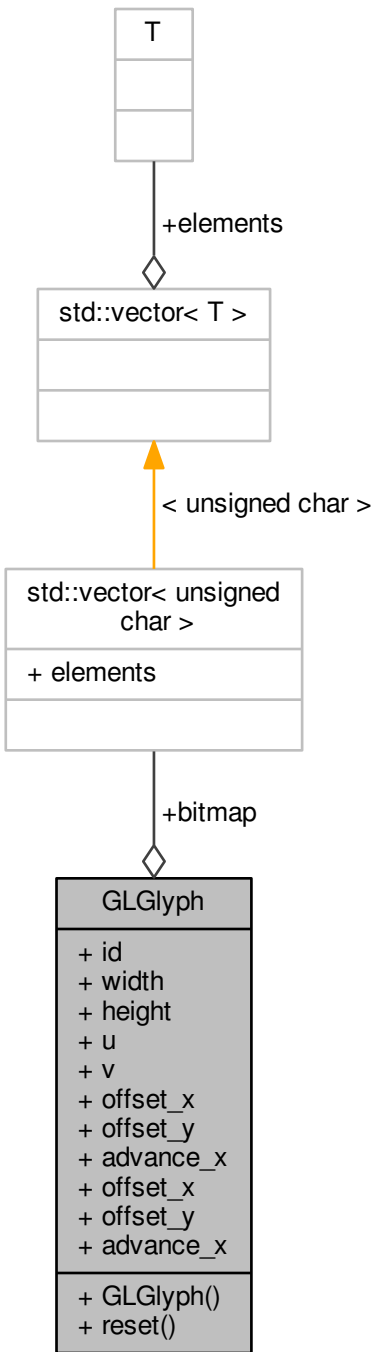 T
+elements
std::vector< T >
< unsigned char >
std::vector< unsigned
char >
+ elements
+bitmap
GLGlyph
+ id
+ width
+ height
+ u
+ v
+ offset_x
+ offset_y
+ advance_x
+ offset_x
+ offset_y
+ advance_x
+ GLGlyph()
+ reset()